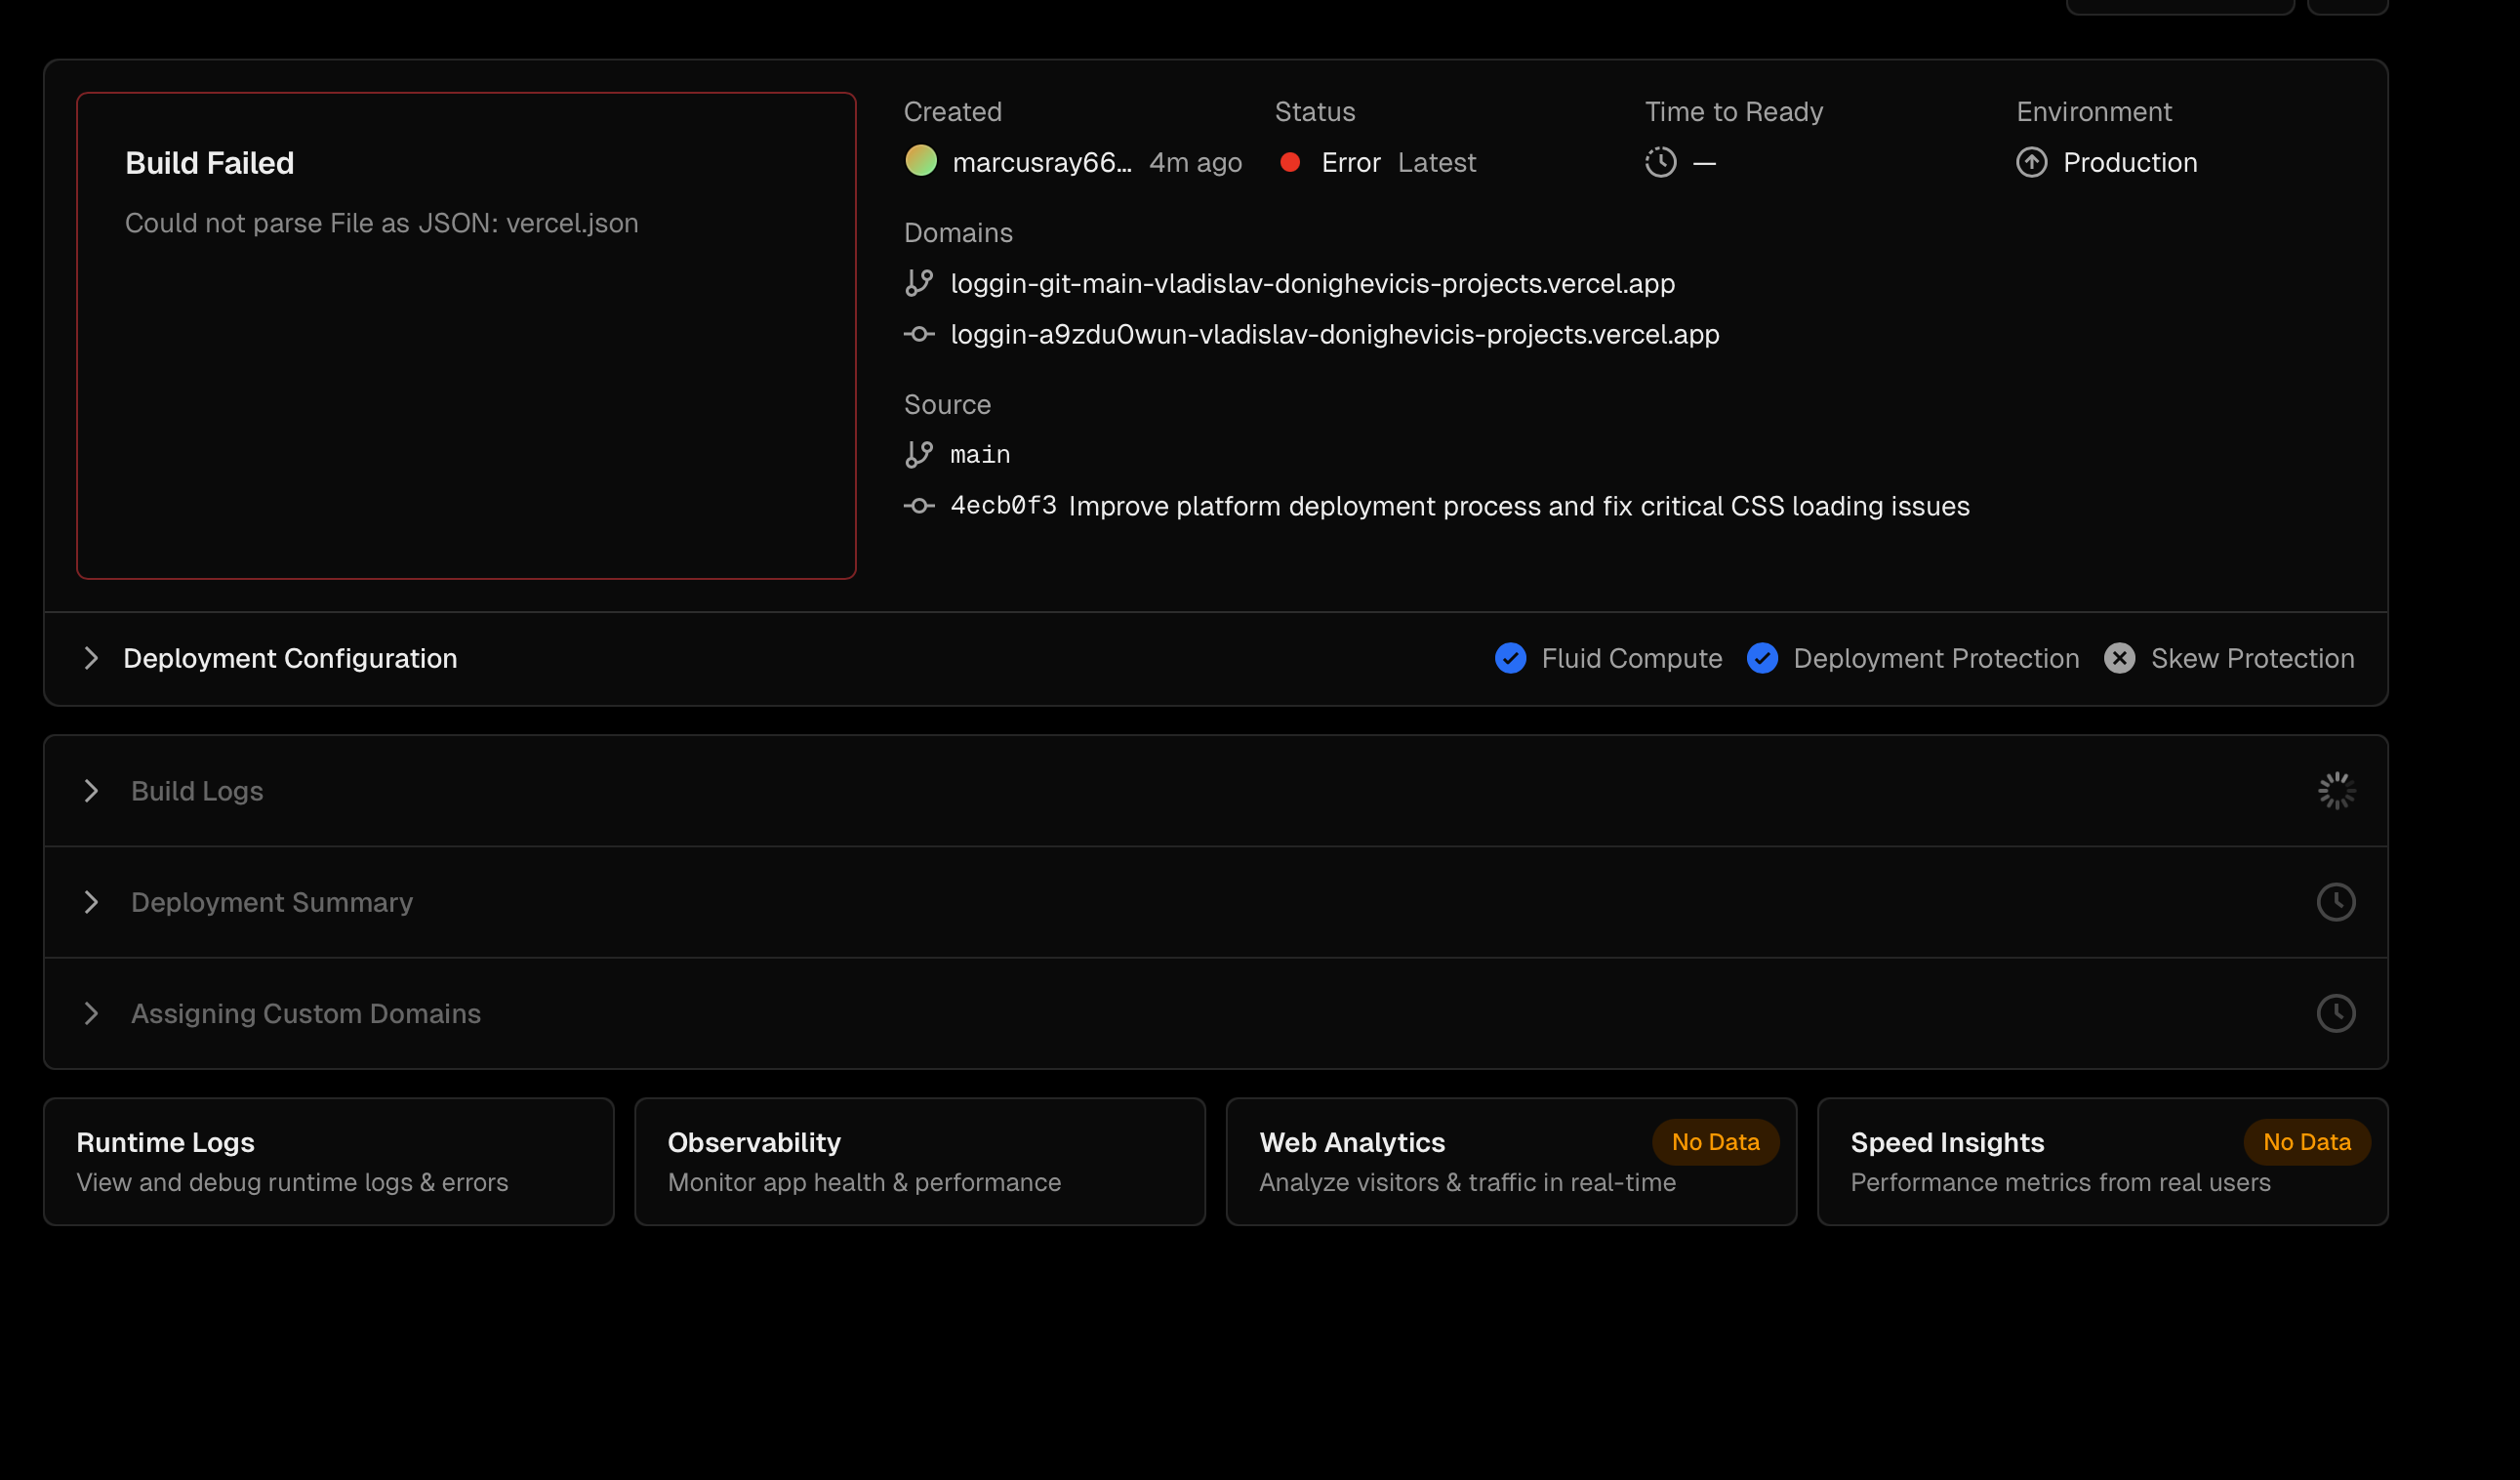 Build Failed
Could not parse File as JSON: vercel.json
Created
marcusray66... 4m ago
Status
Error Latest
Time to Ready
—
Environment
Production
Domains
loggin-git-main-vladislav-donighevicis-projects.vercel.app
loggin-a9zdu0wun-vladislav-donighevicis-projects.vercel.app
Source
main
4ecb0f3 Improve platform deployment process and fix critical CSS loading issues
Deployment Configuration
Fluid Compute
Deployment Protection
Skew Protection
Build Logs
Deployment Summary
Assigning Custom Domains
Runtime Logs
View and debug runtime logs & errors
Observability
Monitor app health & performance
Web Analytics
No Data
Analyze visitors & traffic in real-time
Speed Insights
No Data
Performance metrics from real users